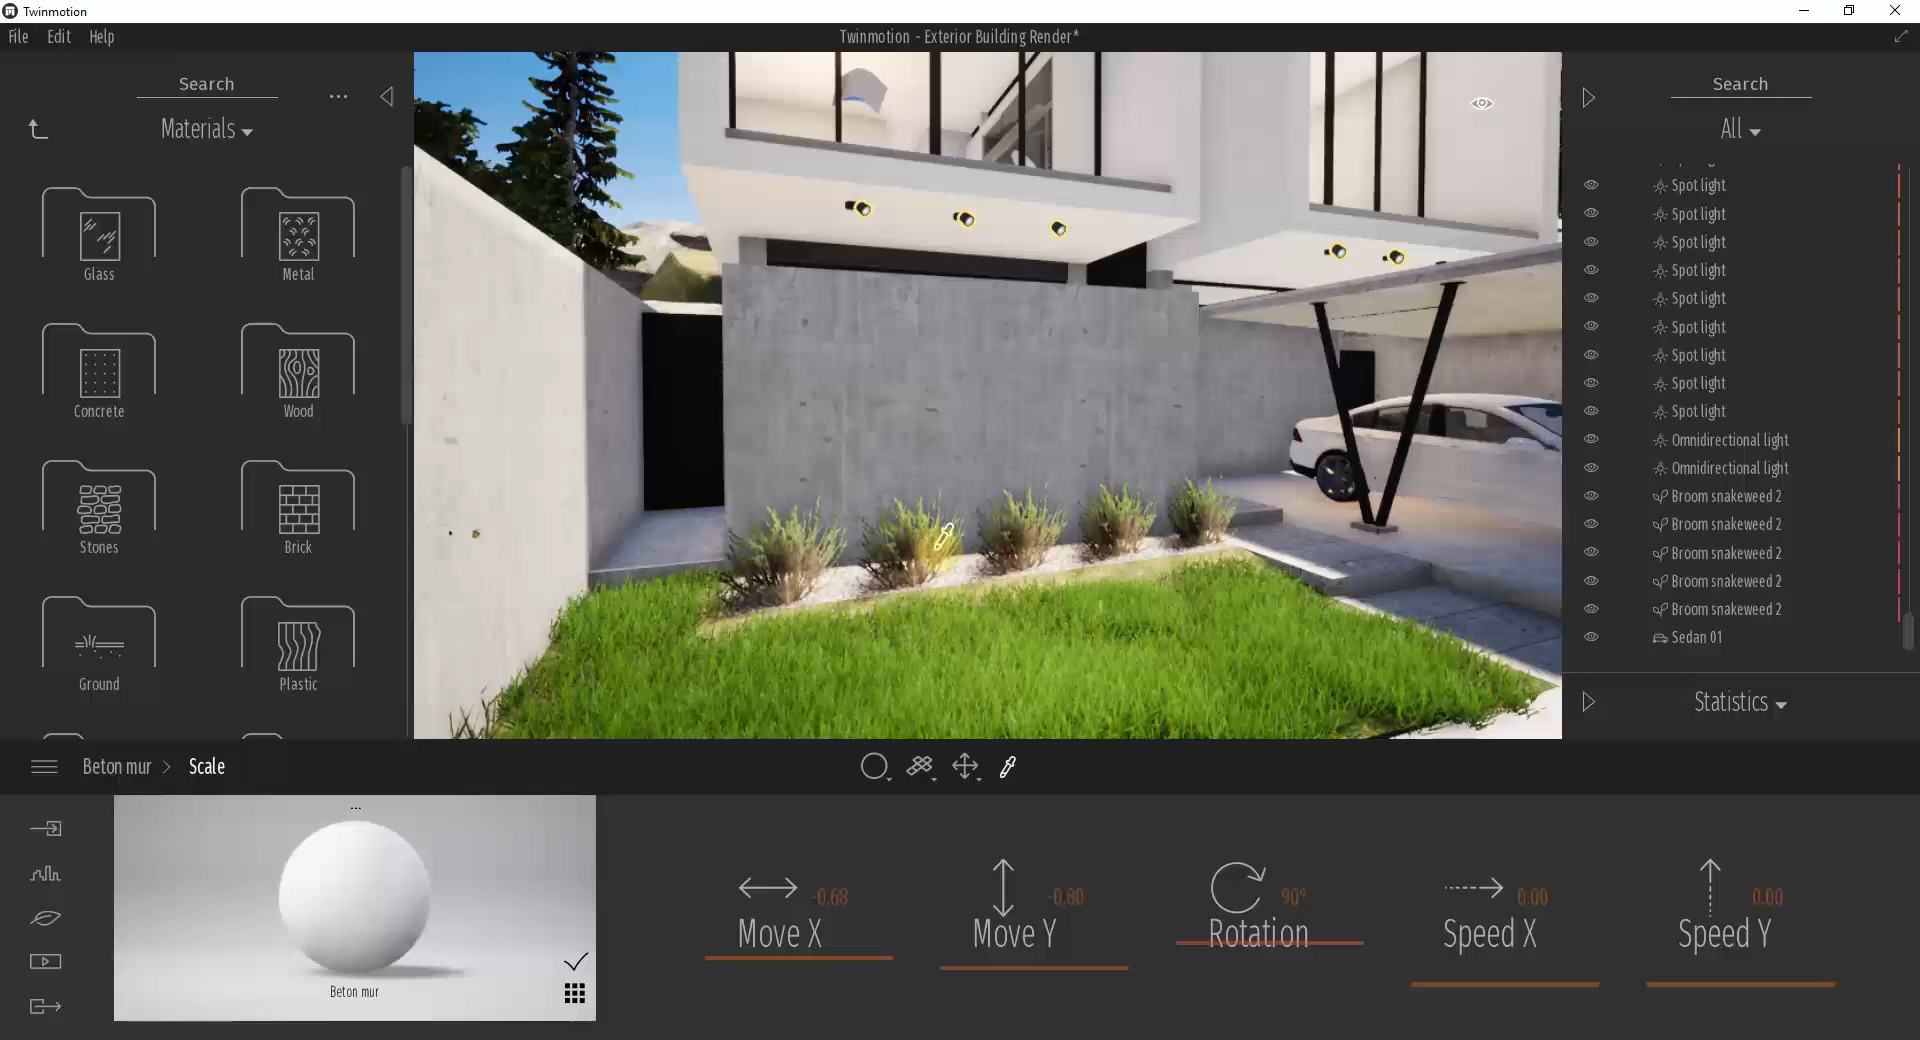 Twinmotion
File Edit Help
Twinmotion - Exterior Building Render*
Search
...
Materials
Glass
Metal
Concrete
Wood
Stones
Brick
Ground
Plastic
Search
All
Spot light
Spot light
Spot light
Spot light
Spot light
Spot light
Spot light
Spot light
Spot light
Omnidirectional light
Omnidirectional light
Broom snakeweed 2
Broom snakeweed 2
Broom snakeweed 2
Broom snakeweed 2
Broom snakeweed 2
Sedan 01
Statistics
Beton mur > Scale
...
Beton mur
-0.68
Move X
-0.80
Move Y
90°
Rotation
0.00
Speed X
0.00
Speed Y